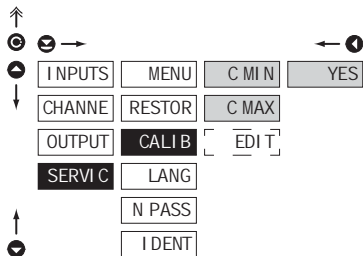 INPUTS MENU C MIN YES
CHANNE RESTOR C MAX
OUTPUT CALIB EDIT
SERVIC LANG
N PASS
IDENT